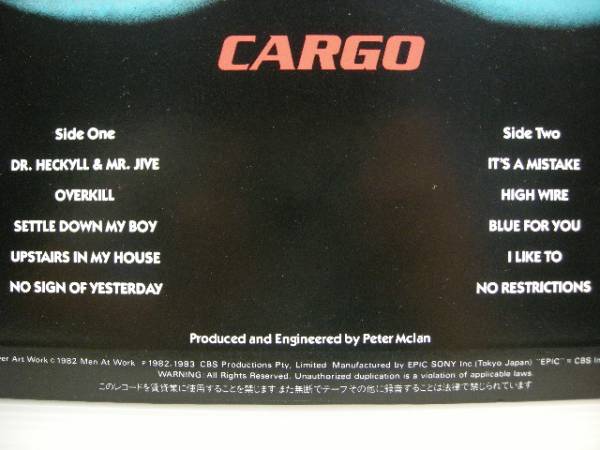 CARGO
Side One
DR. HECKYLL & MR. JIVE
OVERKILL
SETTLE DOWN MY BOY
UPSTAIRS IN MY HOUSE
NO SIGN OF YESTERDAY
Side Two
IT'S A MISTAKE
HIGH WIRE
BLUE FOR YOU
I LIKE TO
NO RESTRICTIONS
Produced and Engineered by Peter McIan
Art Work © 1982 Men At Work ℗ 1982, 1983 CBS Productions Pty, Limited Manufactured by EPIC SONY Inc (Tokyo Japan) "EPIC" = CBS
WARNING: All Rights Reserved. Unauthorized duplication is a violation of applicable laws.
このレコードを賃貸業に使用することを禁じます また無断でテープその他に録音することは法律で禁じられています